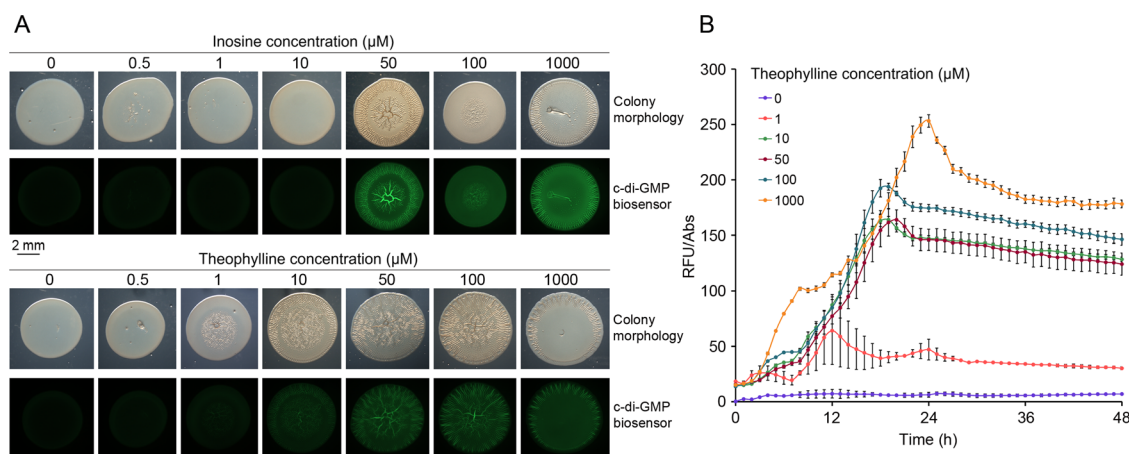 A
Inosine concentration (µM)
0 0.5 1 10 50 100 1000
Colony
morphology
c-di-GMP
biosensor
2 mm
Theophylline concentration (µM)
0 0.5 1 10 50 100 1000
Colony
morphology
c-di-GMP
biosensor
B
300
250
200
150
100
50
0
RFU/Abs
Theophylline concentration (µM)
0
1
10
50
100
1000
0 12 24 36 48
Time (h)